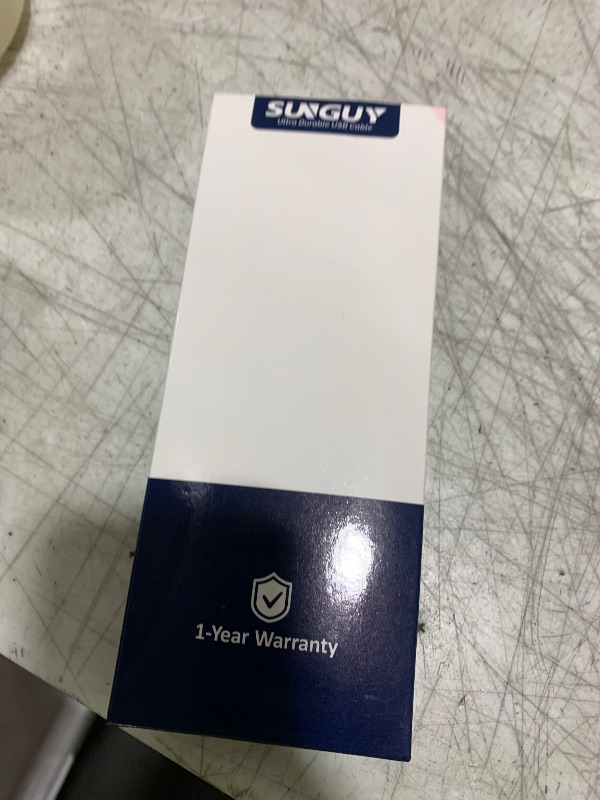 SUNGUY
Ultra Durable USB Cable
1-Year Warranty